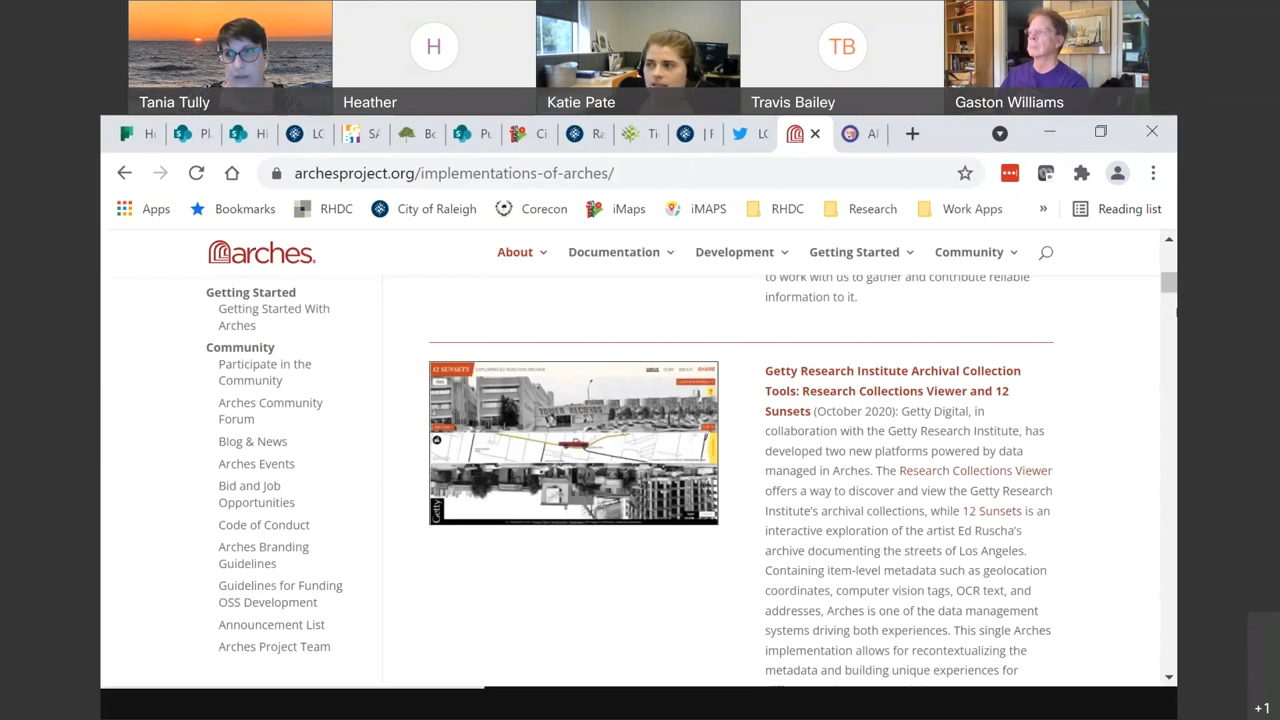 H
TB
Tania Tully
Heather
Katie Pate
Travis Bailey
Gaston Williams
archesproject.org/implementations-of-arches/
Apps
Bookmarks
RHDC
City of Raleigh
Corecon
iMaps
iMAPS
RHDC
Research
Work Apps
»
Reading list
arches
About
Documentation
Development
Getting Started
Community
Getting Started
Getting Started With
Arches
Community
Participate in the
Community
Arches Community
Forum
Blog & News
Arches Events
Bid and Job
Opportunities
Code of Conduct
Arches Branding
Guidelines
Guidelines for Funding
OSS Development
Announcement List
Arches Project Team
to work with us to gather and contribute reliable
information to it.
12 SUNSETS
TOWER RECORDS
Getty
Getty Research Institute Archival Collection
Tools: Research Collections Viewer and 12
Sunsets (October 2020): Getty Digital, in
collaboration with the Getty Research Institute, has
developed two new platforms powered by data
managed in Arches. The Research Collections Viewer
offers a way to discover and view the Getty Research
Institute's archival collections, while 12 Sunsets is an
interactive exploration of the artist Ed Ruscha's
archive documenting the streets of Los Angeles.
Containing item-level metadata such as geolocation
coordinates, computer vision tags, OCR text, and
addresses, Arches is one of the data management
systems driving both experiences. This single Arches
implementation allows for recontextualizing the
metadata and building unique experiences for
+1